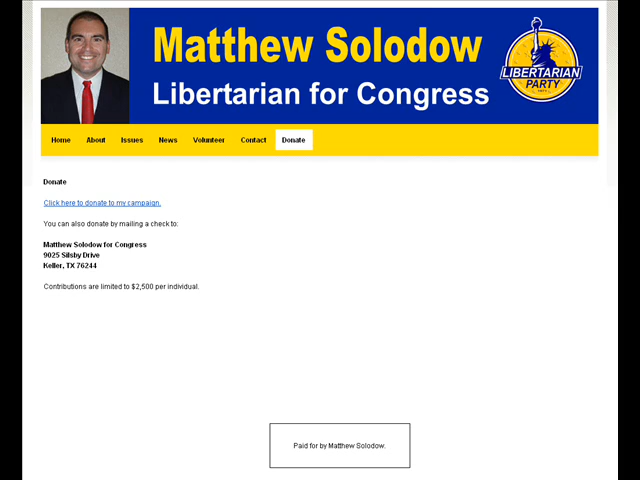 Matthew Solodow
Libertarian for Congress
LIBERTARIAN
PARTY
Home About Issues News Volunteer Contact Donate
Donate
Click here to donate to my campaign.
You can also donate by mailing a check to:
Matthew Solodow for Congress
9025 Silsby Drive
Keller, TX 76244
Contributions are limited to $2,500 per individual.
Paid for by Matthew Solodow.